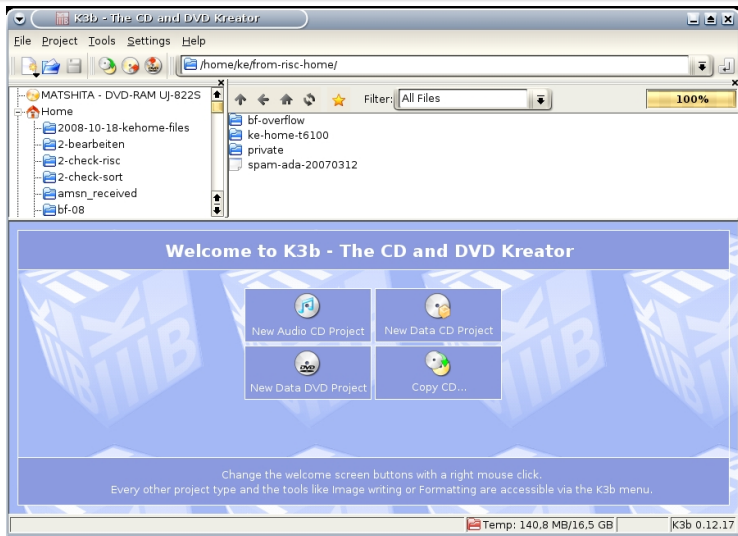 K3b - The CD and DVD Kreator
File Project Tools Settings Help
/home/ke/from-risc-home/
MATSHITA - DVD-RAM UJ-822S
Home
2008-10-18-kehome-files
2-bearbeiten
2-check-risc
2-check-sort
amsn_received
bf-08
Filter: All Files
100%
bf-overflow
ke-home-t6100
private
spam-ada-20070312
Welcome to K3b - The CD and DVD Kreator
New Audio CD Project
New Data CD Project
New Data DVD Project
Copy CD...
Change the welcome screen buttons with a right mouse click.
Every other project type and the tools like Image writing or Formatting are accessible via the K3b menu.
Temp: 140,8 MB/16,5 GB
K3b 0.12.17